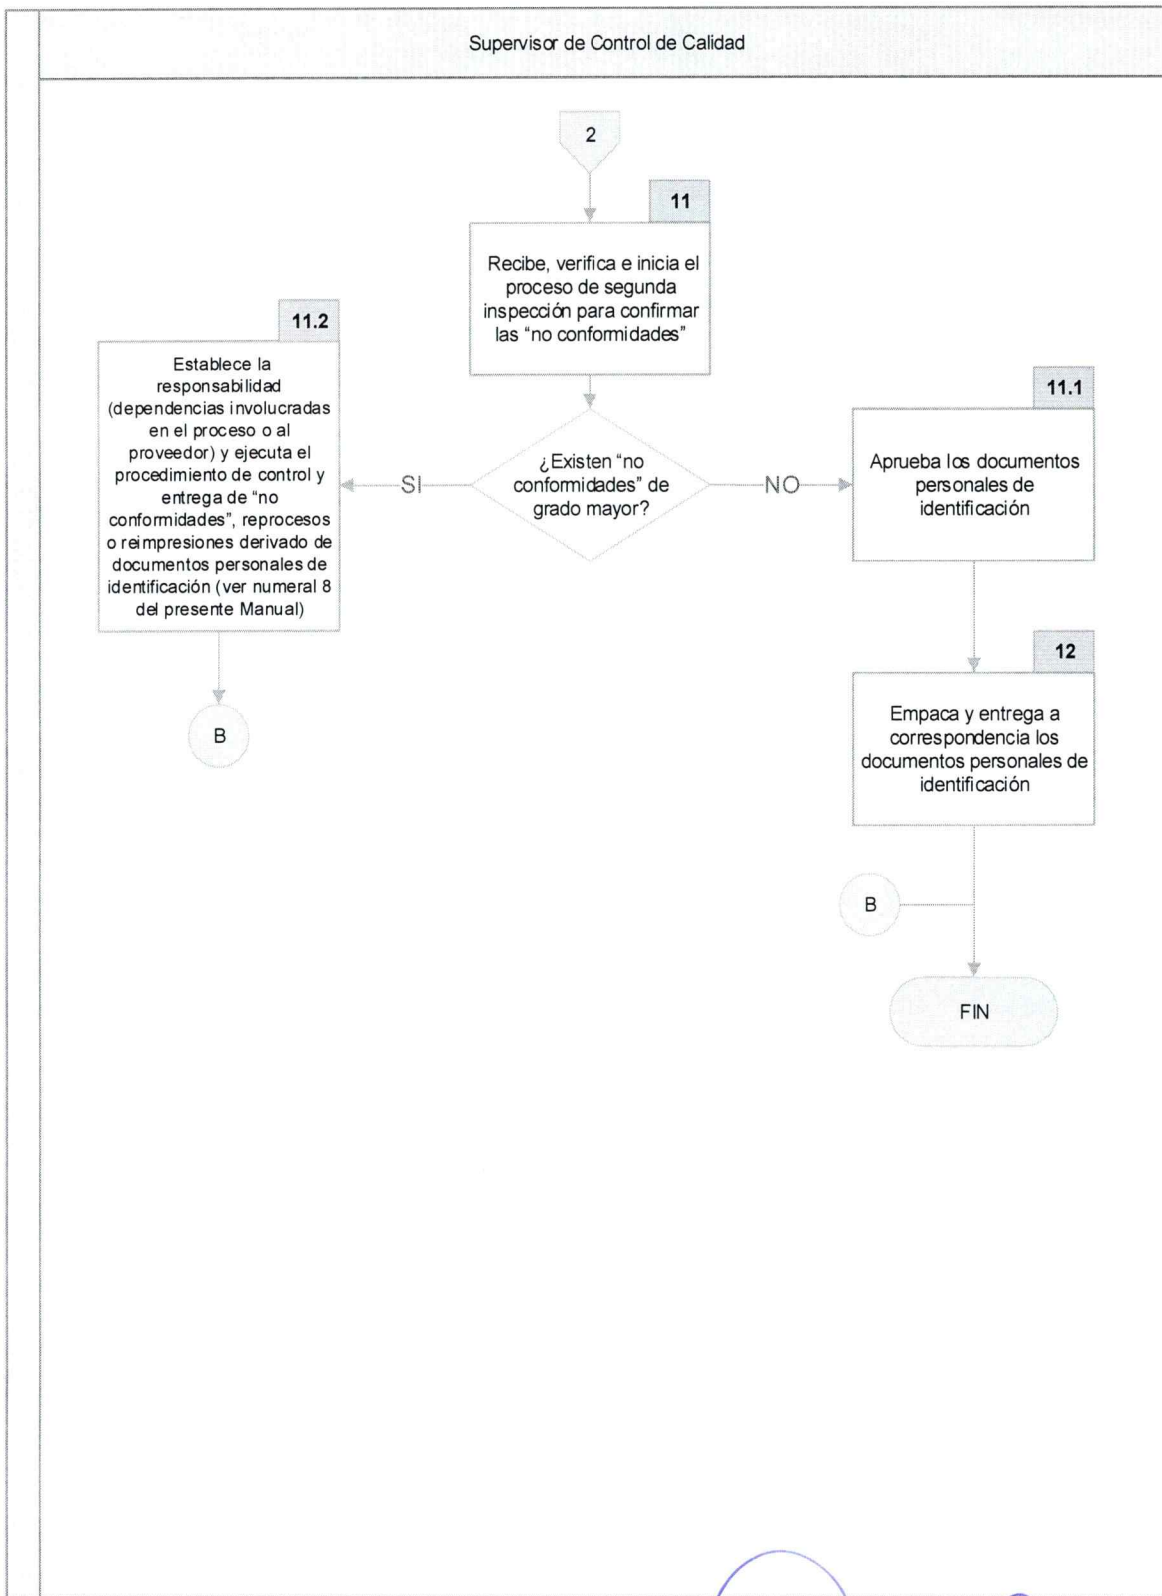 Supervisor de Control de Calidad
2
11
Recibe, verifica e inicia el
proceso de segunda
inspección para confirmar
las “no conformidades”
¿Existen “no
conformidades” de
grado mayor?
SI
NO
11.2
Establece la
responsabilidad
(dependencias involucradas
en el proceso o al
proveedor) y ejecuta el
procedimiento de control y
entrega de “no
conformidades”, reprocesos
o reimpresiones derivado de
documentos personales de
identificación (ver numeral 8
del presente Manual)
B
11.1
Aprueba los documentos
personales de
identificación
12
Empaca y entrega a
correspondencia los
documentos personales de
identificación
B
FIN